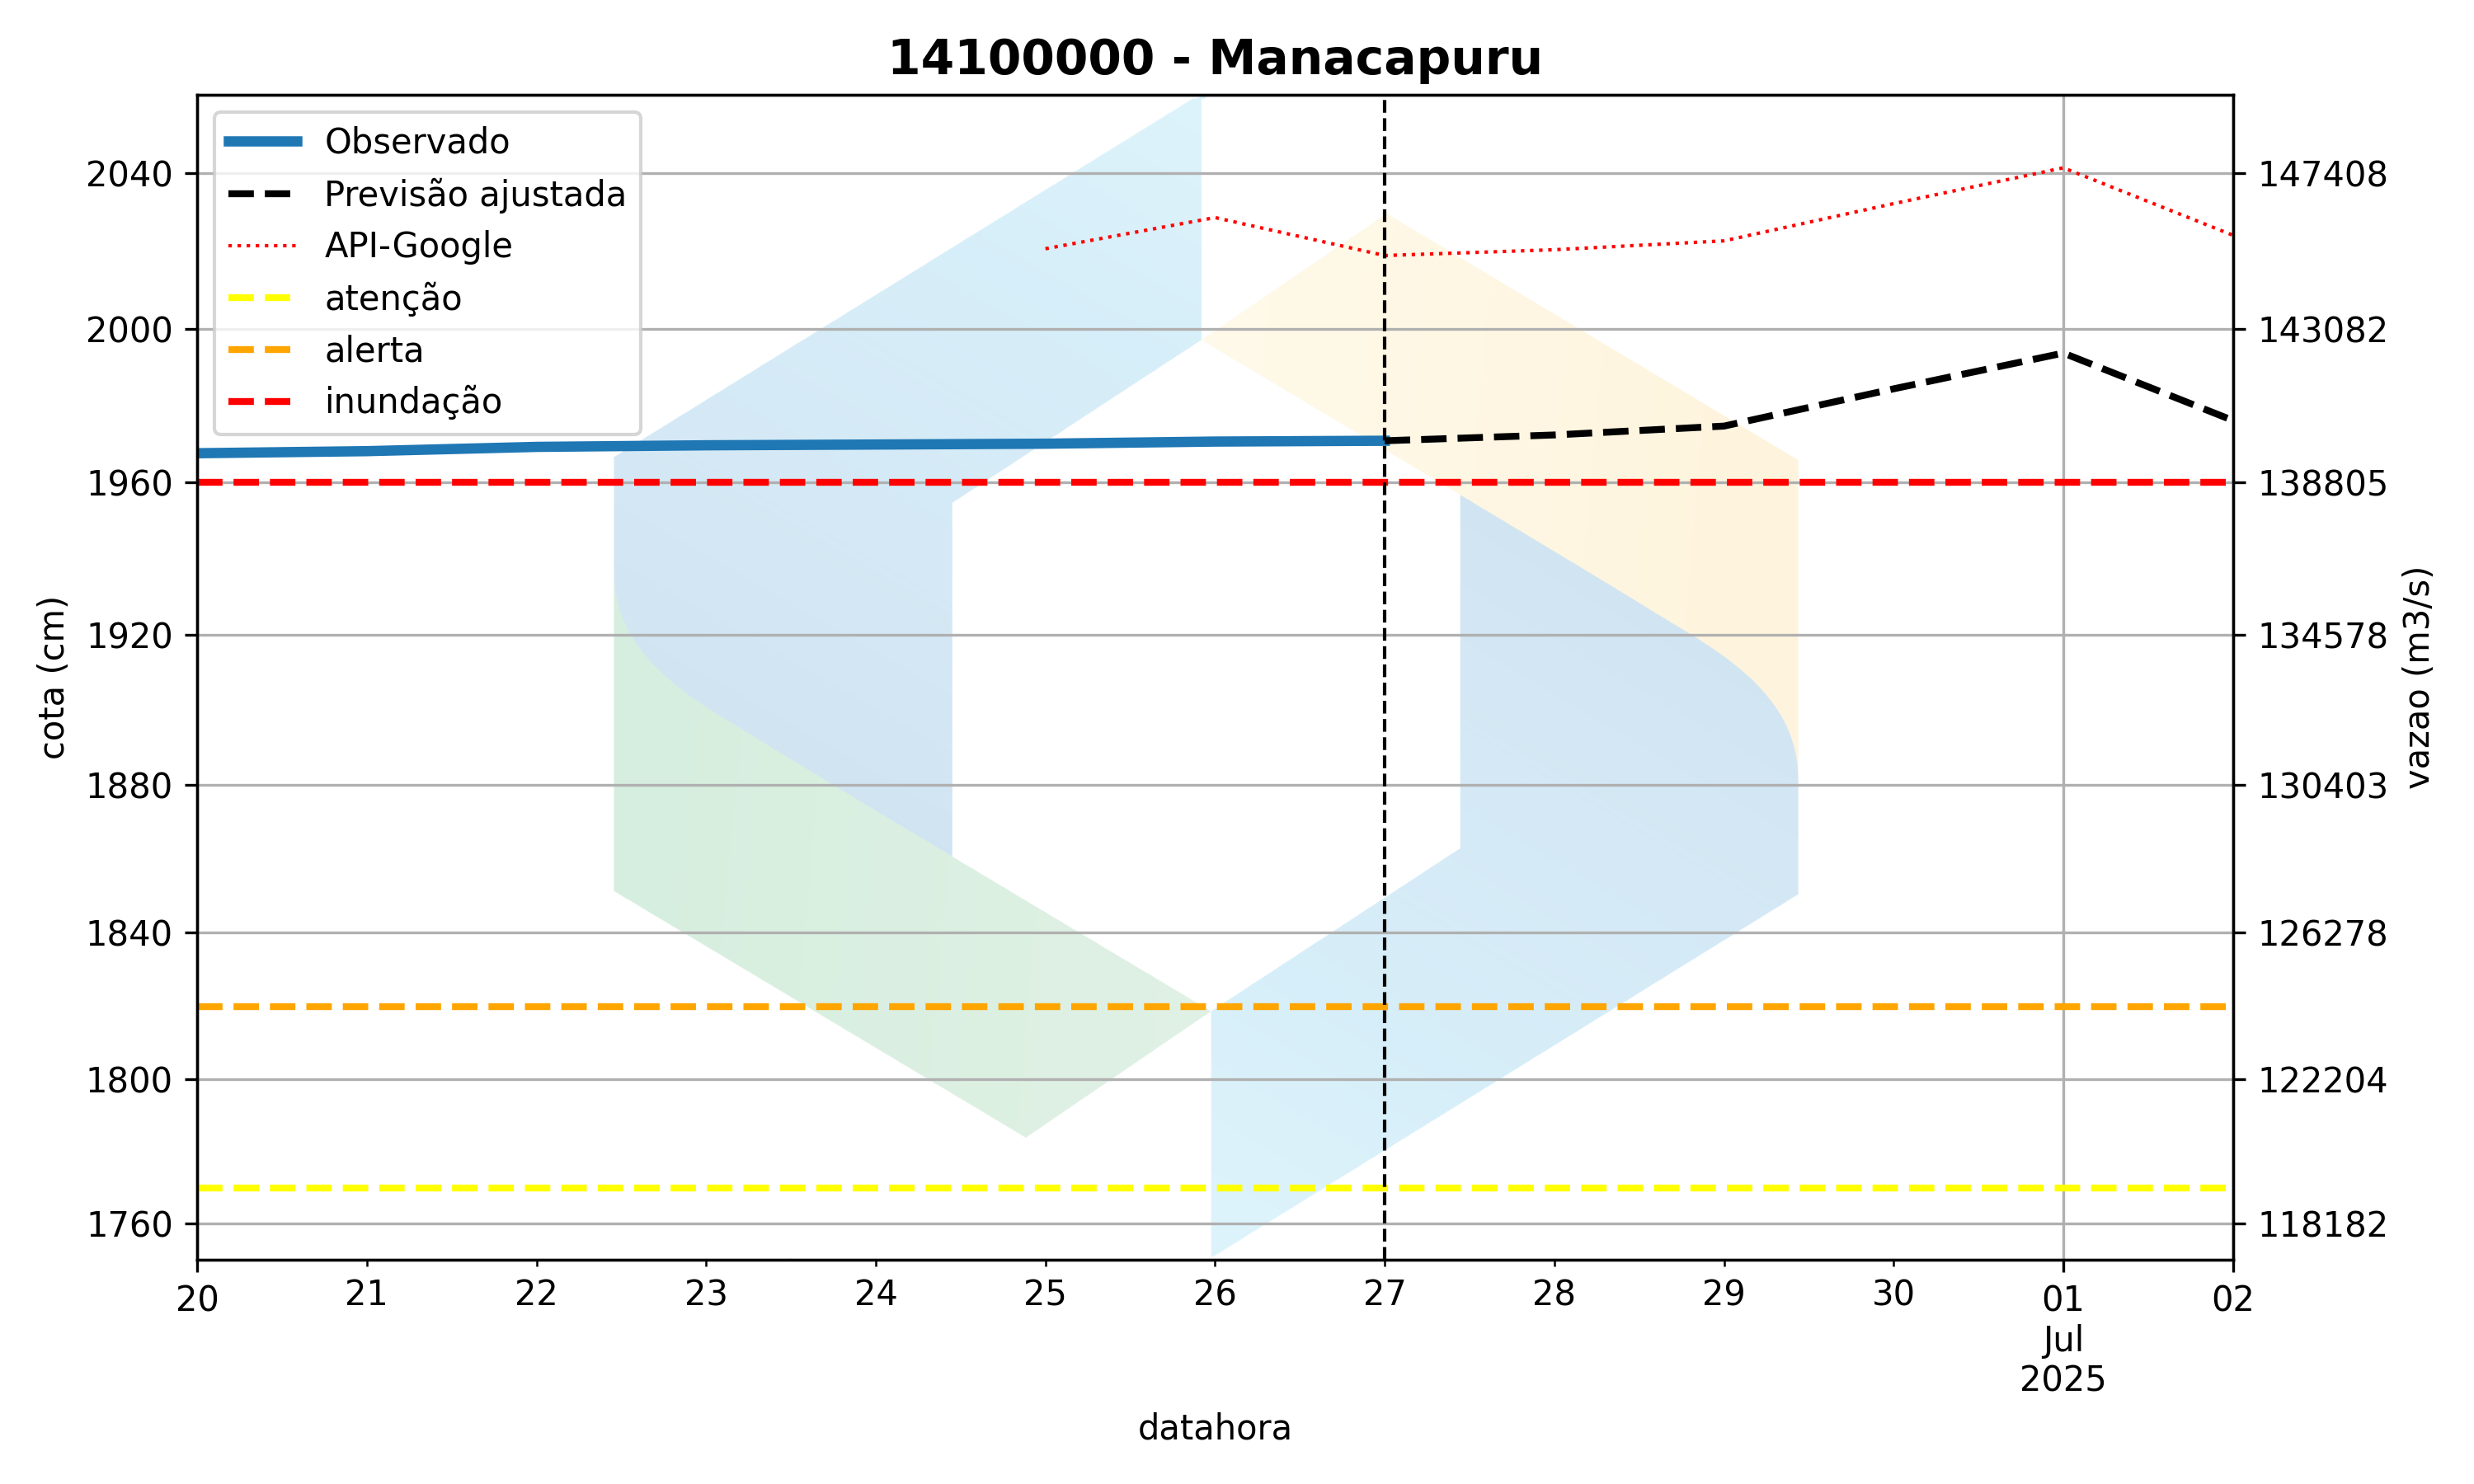 14100000 - Manacapuru
Observado
Previsão ajustada
API-Google
atenção
alerta
inundação
2040
2000
1960
1920
1880
1840
1800
1760
cota (cm)
147408
143082
138805
134578
130403
126278
122204
118182
vazao (m3/s)
20 21 22 23 24 25 26 27 28 29 30 01 02
Jul
2025
datahora